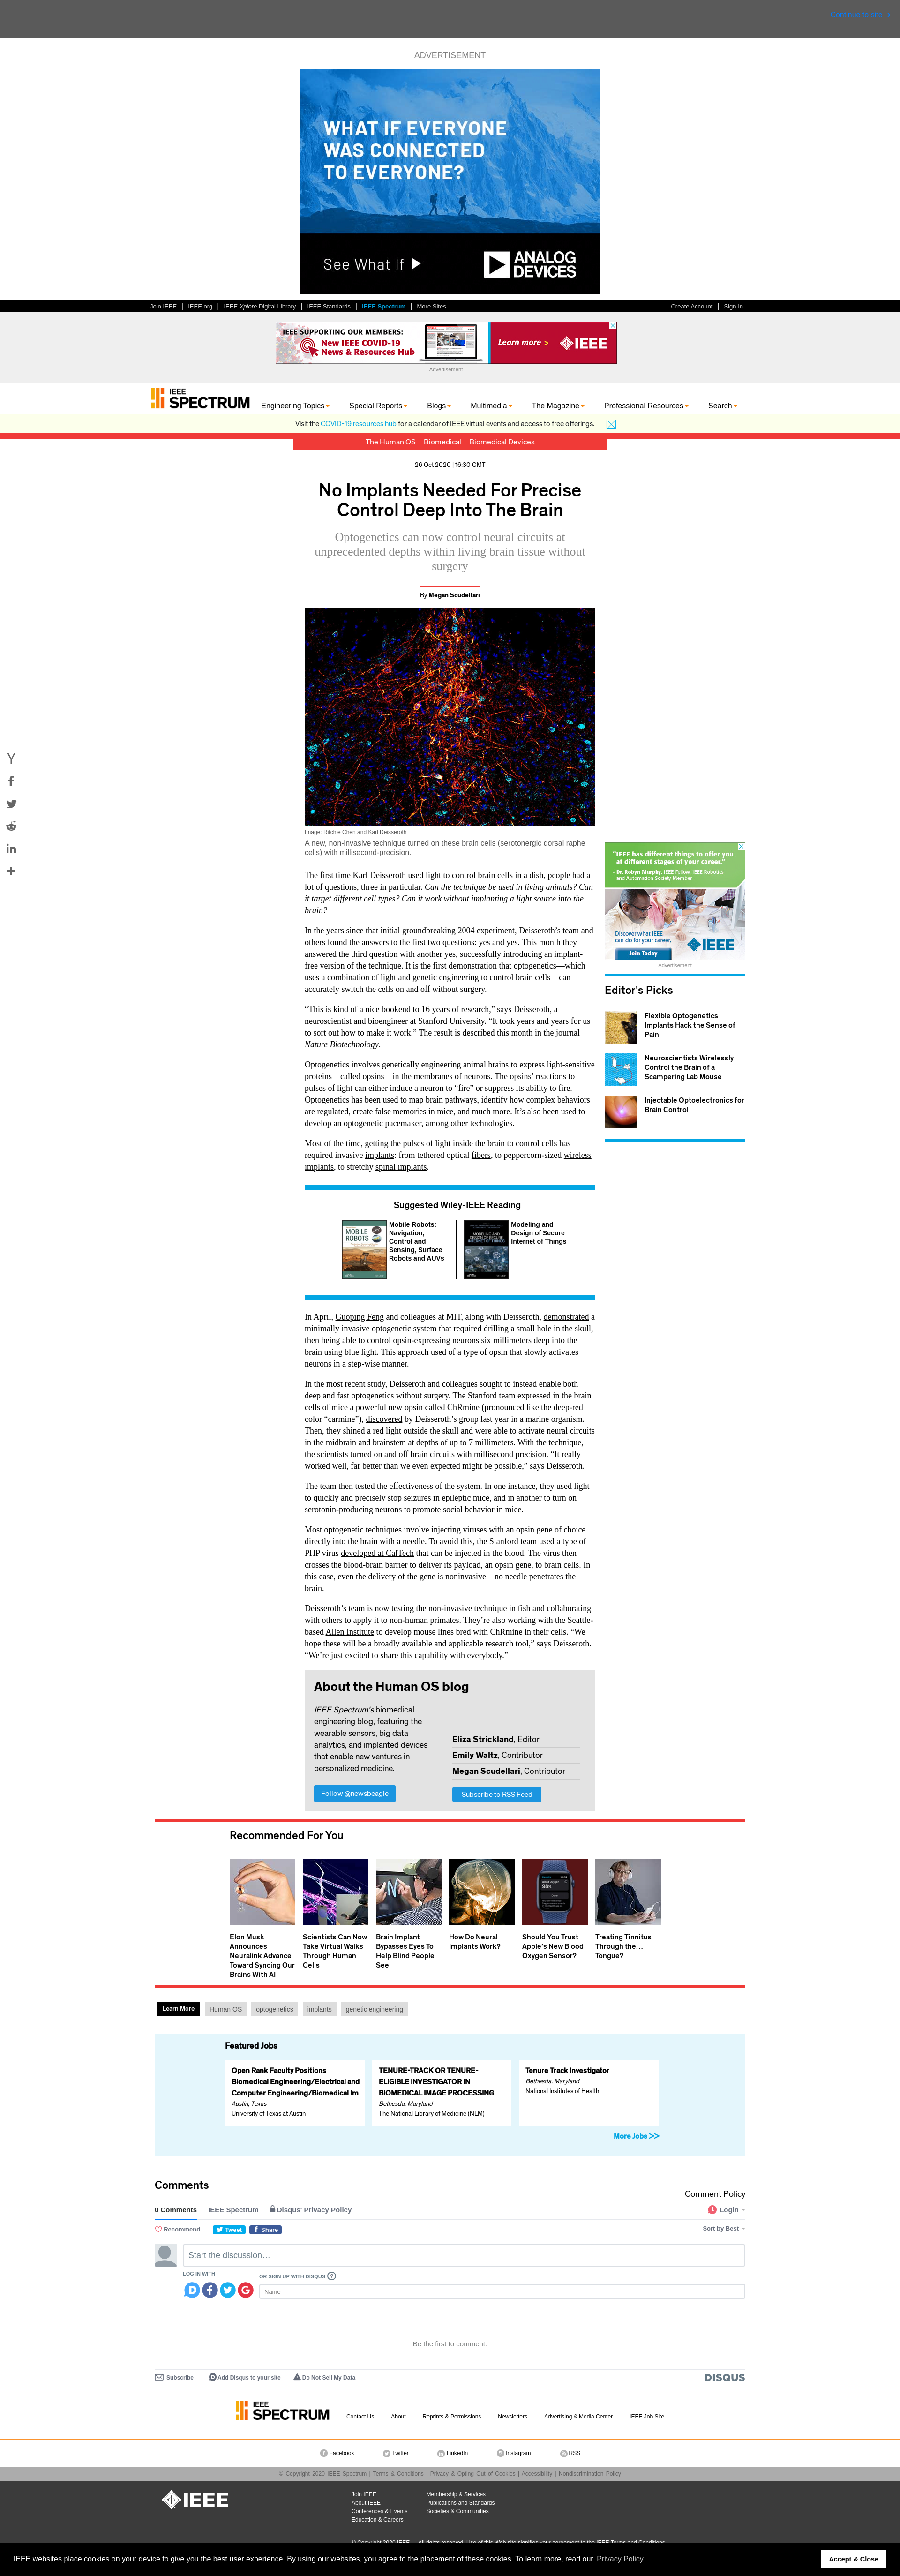 ADVERTISEMENT
WHAT IF EVERYONE
WAS CONNECTED
TO EVERYONE?
See What If
ANALOG
DEVICES
Join IEEE | IEEE.org | IEEE Xplore Digital Library | IEEE Standards | IEEE Spectrum | More Sites
Create Account | Sign In
IEEE SUPPORTING OUR MEMBERS:
New IEEE COVID-19
News & Resources Hub
Learn more >
IEEE
Advertisement
IEEE
SPECTRUM
Engineering Topics
Special Reports
Blogs
Multimedia
The Magazine
Professional Resources
Search
Visit the COVID-19 resources hub for a calendar of IEEE virtual events and access to free offerings.
The Human OS | Biomedical | Biomedical Devices
26 Oct 2020 | 16:30 GMT
No Implants Needed For Precise
Control Deep Into The Brain
Optogenetics can now control neural circuits at
unprecedented depths within living brain tissue without
surgery
By Megan Scudellari
Image: Ritchie Chen and Karl Deisseroth
A new, non-invasive technique turned on these brain cells (serotonergic dorsal raphe
cells) with millisecond-precision.
The first time Karl Deisseroth used light to control brain cells in a dish, people had a
lot of questions, three in particular. Can the technique be used in living animals? Can
it target different cell types? Can it work without implanting a light source into the
brain?
In the years since that initial groundbreaking 2004 experiment, Deisseroth’s team and
others found the answers to the first two questions: yes and yes. This month they
answered the third question with another yes, successfully introducing an implant-
free version of the technique. It is the first demonstration that optogenetics—which
uses a combination of light and genetic engineering to control brain cells—can
accurately switch the cells on and off without surgery.
“This is kind of a nice bookend to 16 years of research,” says Deisseroth, a
neuroscientist and bioengineer at Stanford University. “It took years and years for us
to sort out how to make it work.” The result is described this month in the journal
Nature Biotechnology.
Optogenetics involves genetically engineering animal brains to express light-sensitive
proteins—called opsins—in the membranes of neurons. The opsins’ reactions to
pulses of light can either induce a neuron to “fire” or suppress its ability to fire.
Optogenetics has been used to map brain pathways, identify how complex behaviors
are regulated, create false memories in mice, and much more. It’s also been used to
develop an optogenetic pacemaker, among other technologies.
Most of the time, getting the pulses of light inside the brain to control cells has
required invasive implants: from tethered optical fibers, to peppercorn-sized wireless
implants, to stretchy spinal implants.
"IEEE has different things to offer you
at different stages of your career."
- Dr. Robyn Murphy, IEEE Fellow, IEEE Robotics
and Automation Society Member
Discover what IEEE
can do for your career.
Join Today
IEEE
Advertisement
Editor's Picks
Flexible Optogenetics
Implants Hack the Sense of
Pain
Neuroscientists Wirelessly
Control the Brain of a
Scampering Lab Mouse
Injectable Optoelectronics for
Brain Control
Suggested Wiley-IEEE Reading
MOBILE
ROBOTS
Mobile Robots:
Navigation,
Control and
Sensing, Surface
Robots and AUVs
MODELING AND
DESIGN OF SECURE
INTERNET OF THINGS
Modeling and
Design of Secure
Internet of Things
In April, Guoping Feng and colleagues at MIT, along with Deisseroth, demonstrated a
minimally invasive optogenetic system that required drilling a small hole in the skull,
then being able to control opsin-expressing neurons six millimeters deep into the
brain using blue light. This approach used of a type of opsin that slowly activates
neurons in a step-wise manner.
In the most recent study, Deisseroth and colleagues sought to instead enable both
deep and fast optogenetics without surgery. The Stanford team expressed in the brain
cells of mice a powerful new opsin called ChRmine (pronounced like the deep-red
color “carmine”), discovered by Deisseroth’s group last year in a marine organism.
Then, they shined a red light outside the skull and were able to activate neural circuits
in the midbrain and brainstem at depths of up to 7 millimeters. With the technique,
the scientists turned on and off brain circuits with millisecond precision. “It really
worked well, far better than we even expected might be possible,” says Deisseroth.
The team then tested the effectiveness of the system. In one instance, they used light
to quickly and precisely stop seizures in epileptic mice, and in another to turn on
serotonin-producing neurons to promote social behavior in mice.
Most optogenetic techniques involve injecting viruses with an opsin gene of choice
directly into the brain with a needle. To avoid this, the Stanford team used a type of
PHP virus developed at CalTech that can be injected in the blood. The virus then
crosses the blood-brain barrier to deliver its payload, an opsin gene, to brain cells. In
this case, even the delivery of the gene is noninvasive—no needle penetrates the
brain.
Deisseroth’s team is now testing the non-invasive technique in fish and collaborating
with others to apply it to non-human primates. They’re also working with the Seattle-
based Allen Institute to develop mouse lines bred with ChRmine in their cells. “We
hope these will be a broadly available and applicable research tool,” says Deisseroth.
“We’re just excited to share this capability with everybody.”
About the Human OS blog
IEEE Spectrum’s biomedical
engineering blog, featuring the
wearable sensors, big data
analytics, and implanted devices
that enable new ventures in
personalized medicine.
Follow @newsbeagle
Eliza Strickland, Editor
Emily Waltz, Contributor
Megan Scudellari, Contributor
Subscribe to RSS Feed
Recommended For You
Elon Musk
Announces
Neuralink Advance
Toward Syncing Our
Brains With AI
Scientists Can Now
Take Virtual Walks
Through Human
Cells
Brain Implant
Bypasses Eyes To
Help Blind People
See
How Do Neural
Implants Work?
Should You Trust
Apple's New Blood
Oxygen Sensor?
Treating Tinnitus
Through the…
Tongue?
Learn More
Human OS
optogenetics
implants
genetic engineering
Featured Jobs
Open Rank Faculty Positions
Biomedical Engineering/Electrical and
Computer Engineering/Biomedical Im
Austin, Texas
University of Texas at Austin
TENURE-TRACK OR TENURE-
ELIGIBLE INVESTIGATOR IN
BIOMEDICAL IMAGE PROCESSING
Bethesda, Maryland
The National Library of Medicine (NLM)
Tenure Track Investigator
Bethesda, Maryland
National Institutes of Health
More Jobs >>
Comments
Comment Policy
0 Comments
IEEE Spectrum
Disqus' Privacy Policy
1 Login
Recommend
Tweet
Share
Sort by Best
Start the discussion…
LOG IN WITH
OR SIGN UP WITH DISQUS ?
Name
Be the first to comment.
Subscribe
Add Disqus to your site
Do Not Sell My Data
DISQUS
IEEE
SPECTRUM
Contact Us
About
Reprints & Permissions
Newsletters
Advertising & Media Center
IEEE Job Site
Facebook
Twitter
LinkedIn
Instagram
RSS
© Copyright 2020 IEEE Spectrum | Terms & Conditions | Privacy & Opting Out of Cookies | Accessibility | Nondiscrimination Policy
IEEE
Join IEEE
About IEEE
Conferences & Events
Education & Careers
Membership & Services
Publications and Standards
Societies & Communities
© Copyright 2020 IEEE — All rights reserved. Use of this Web site signifies your agreement to the IEEE Terms and Conditions.
IEEE websites place cookies on your device to give you the best user experience. By using our websites, you agree to the placement of these cookies. To learn more, read our Privacy Policy.
Accept & Close